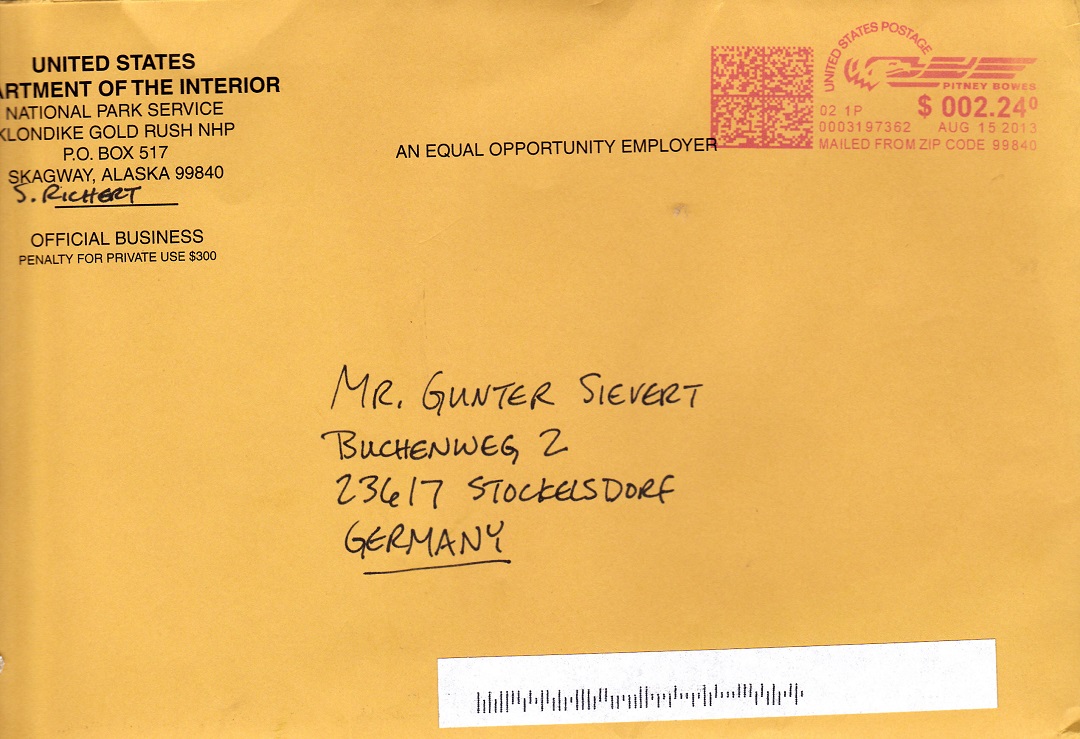 UNITED STATES
ARTMENT OF THE INTERIOR
NATIONAL PARK SERVICE
KLONDIKE GOLD RUSH NHP
P.O. BOX 517
SKAGWAY, ALASKA 99840
S. RICHERT
OFFICIAL BUSINESS
PENALTY FOR PRIVATE USE $300
AN EQUAL OPPORTUNITY EMPLOYER
UNITED STATES POSTAGE
PITNEY BOWES
02 1P
$ 002.24⁰
0003197362 AUG 15 2013
MAILED FROM ZIP CODE 99840
MR. GUNTER SIEVERT
BUCHENWEG 2
23617 STOCKELSDORF
GERMANY